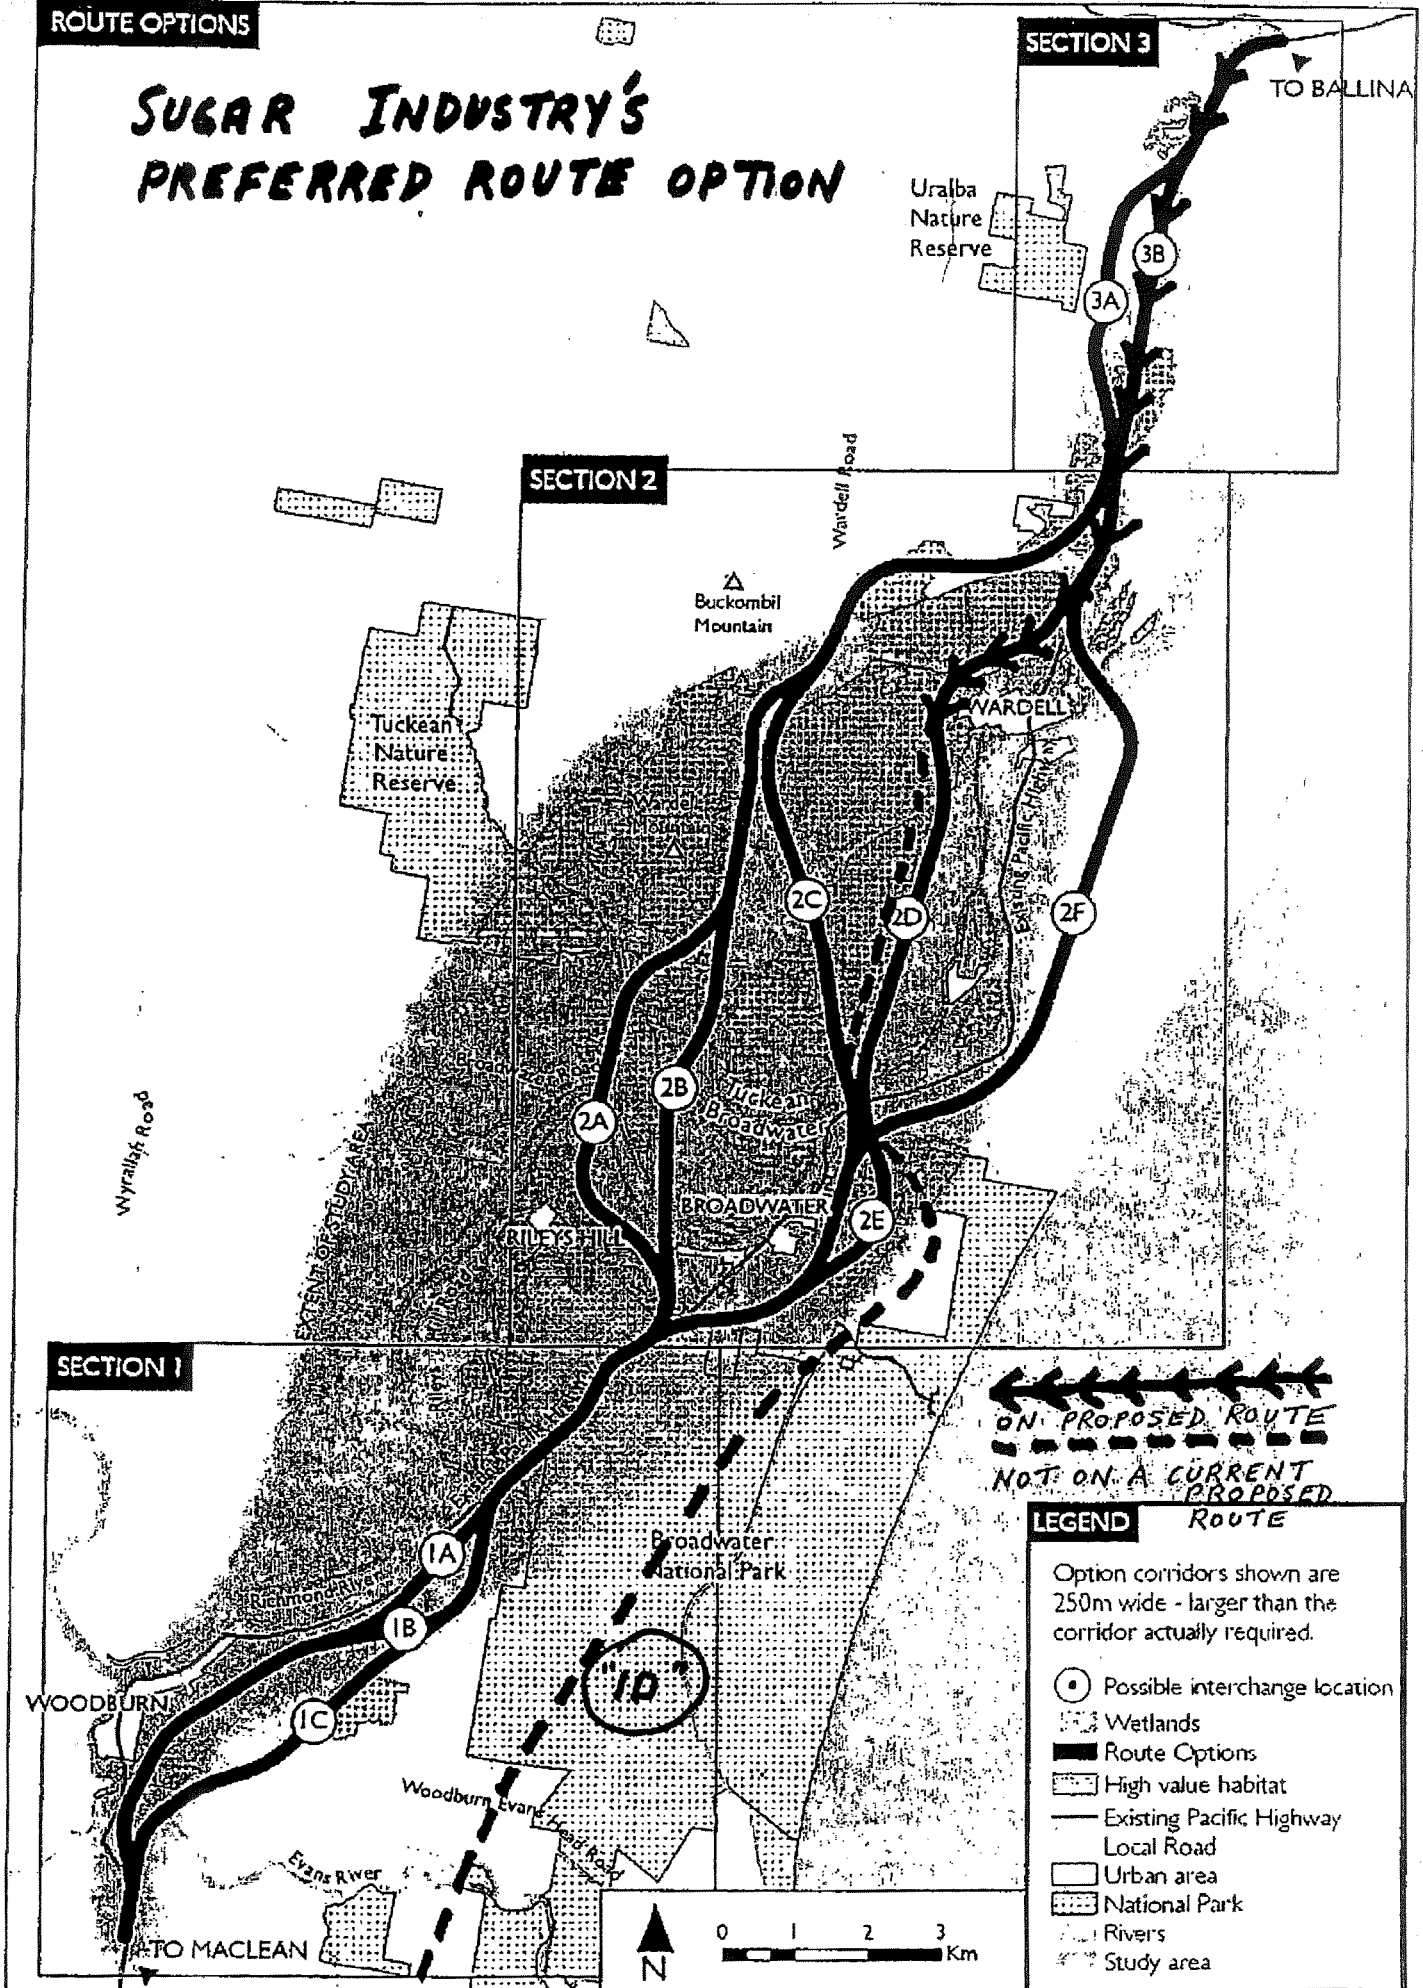 ROUTE OPTIONS
SUGAR INDUSTRY'S
PREFERRED ROUTE OPTION
SECTION 3
TO BALLINA
Uralba
Nature
Reserve
3B
3A
SECTION 2
Wardell Road
Buckombil
Mountain
WARDELL
Tuckean
Nature
Reserve
Wardell
Mountain
Existing Pacific Highway
2C
2D
2F
2B
2A
Tuckean
Broadwater
Wyrallah Road
EXTENT OF STUDY AREA
BROADWATER
2E
RILEYS HILL
SECTION 1
ON PROPOSED ROUTE
NOT ON A CURRENT
PROPOSED
ROUTE
1A
Richmond River
1B
Broadwater
National Park
"1D"
WOODBURN
1C
Woodburn Evans Head Road
Evans River
TO MACLEAN
N
0 1 2 3
Km
LEGEND
Option corridors shown are
250m wide - larger than the
corridor actually required.
Possible interchange location
Wetlands
Route Options
High value habitat
Existing Pacific Highway
Local Road
Urban area
National Park
Rivers
Study area